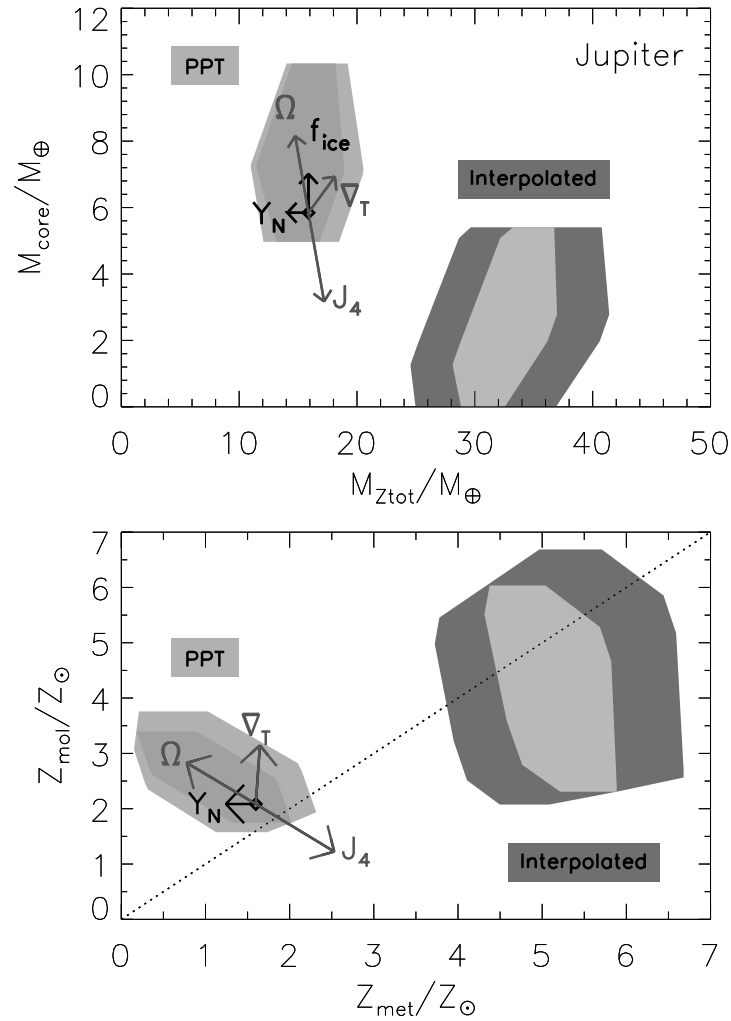 Jupiter
PPT
Interpolated
Ω
f_ice
∇_T
Y_N
J_4
M_core/M_⊕
12
10
8
6
4
2
0
0 10 20 30 40 50
M_Ztot/M_⊕
PPT
Interpolated
∇_T
Ω
Y_N
J_4
Z_mol/Z_⊙
7
6
5
4
3
2
1
0
0 1 2 3 4 5 6 7
Z_met/Z_⊙